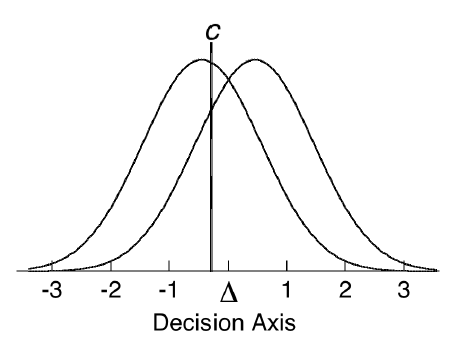 C
-3 -2 -1 Δ 1 2 3
Decision Axis